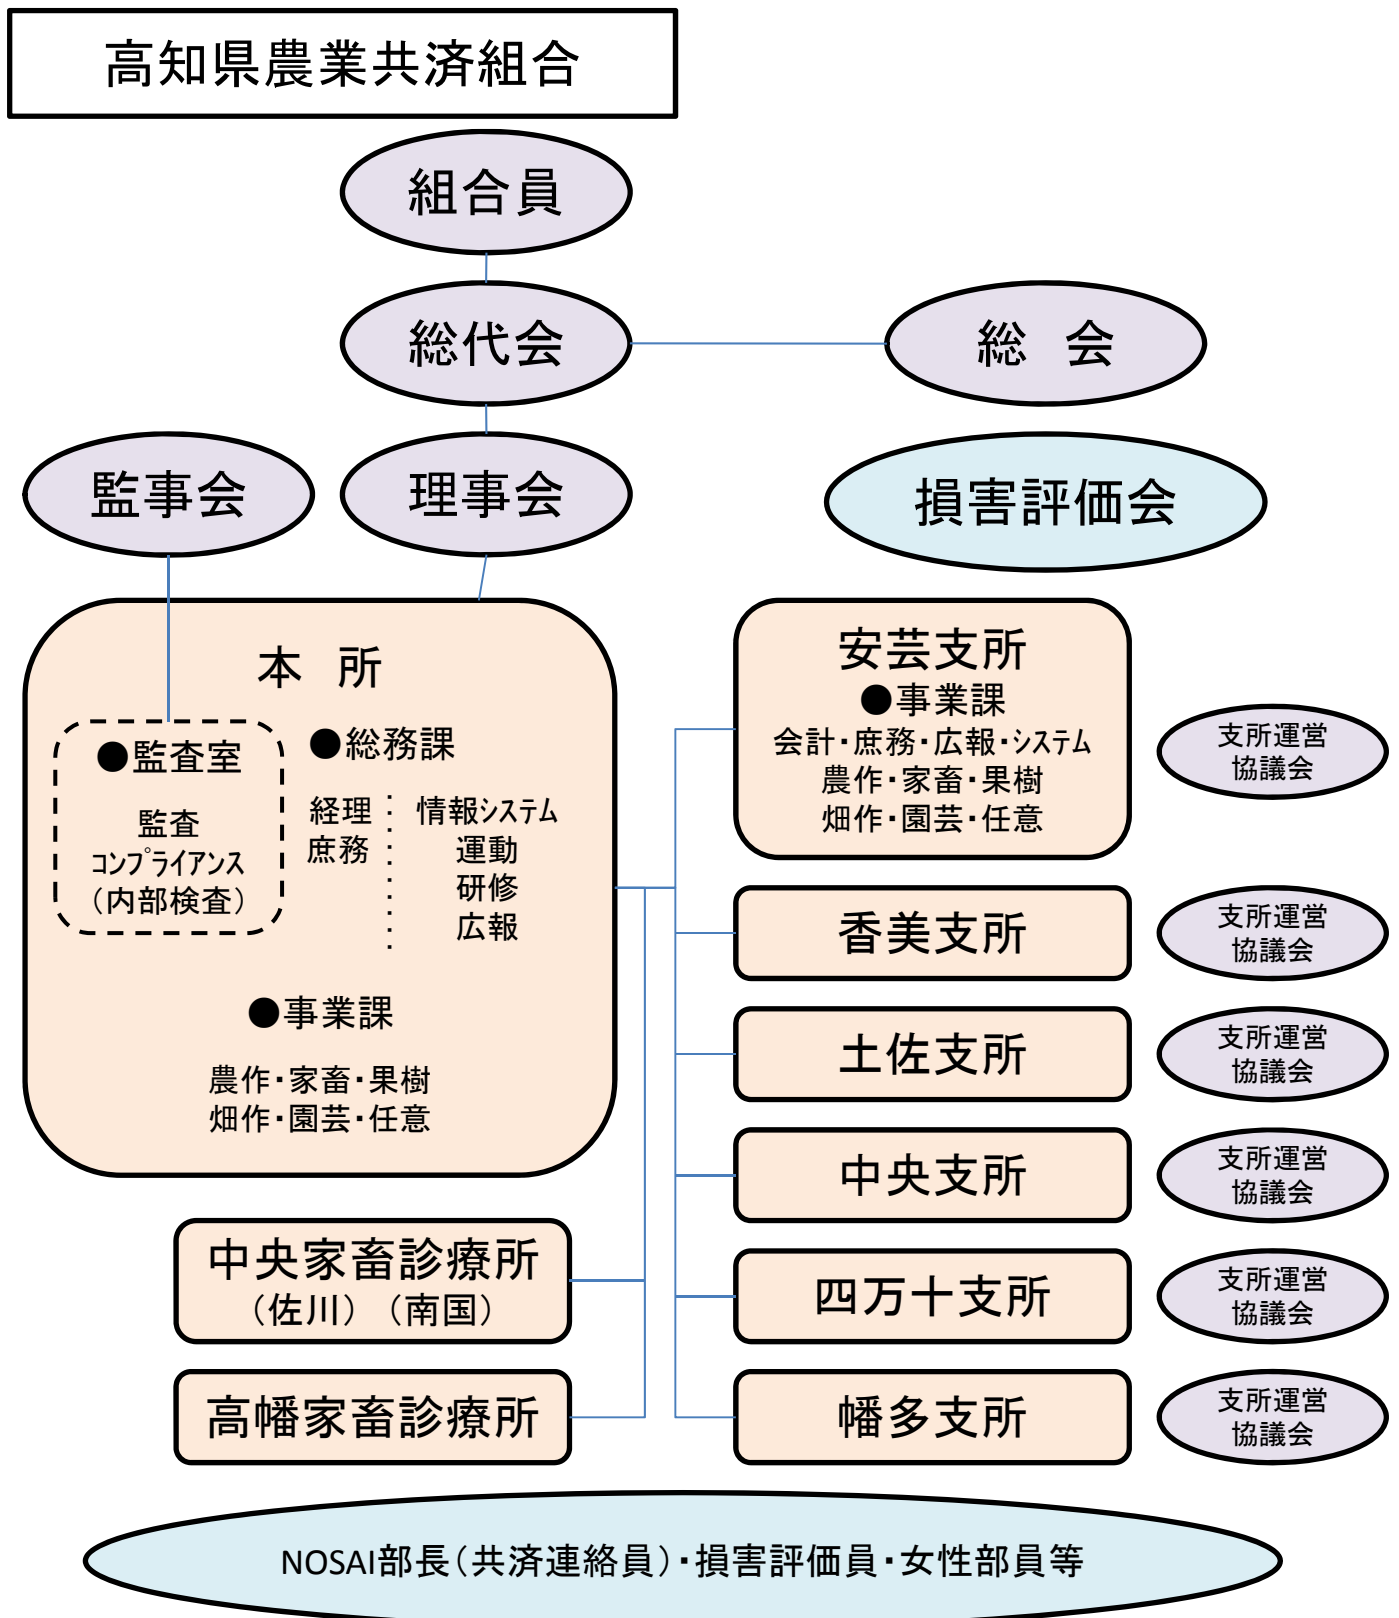 高知県農業共済組合
組合員
総代会
総　会
監事会
理事会
損害評価会
本　所
●監査室
監査
コンプライアンス
（内部検査）
●総務課
経理
庶務
情報システム
運動
研修
広報
●事業課
農作・家畜・果樹
畑作・園芸・任意
中央家畜診療所
（佐川）（南国）
高幡家畜診療所
安芸支所
●事業課
会計・庶務・広報・システム
農作・家畜・果樹
畑作・園芸・任意
支所運営
協議会
香美支所
支所運営
協議会
土佐支所
支所運営
協議会
中央支所
支所運営
協議会
四万十支所
支所運営
協議会
幡多支所
支所運営
協議会
NOSAI部長（共済連絡員）・損害評価員・女性部員等